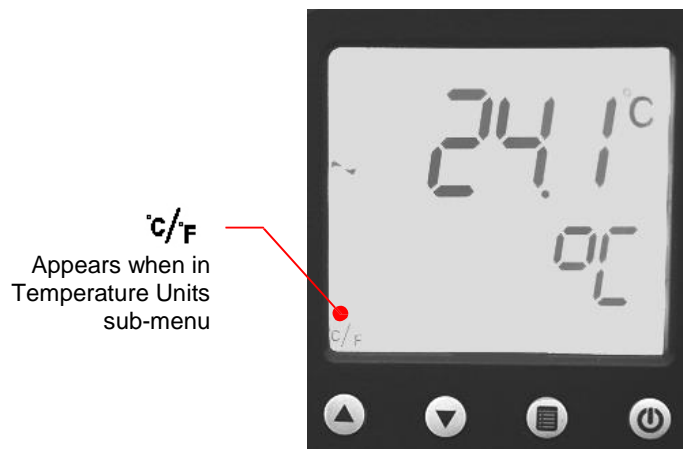 24.1 °C
°C
°C/°F
Appears when in
Temperature Units
sub-menu
°C/F